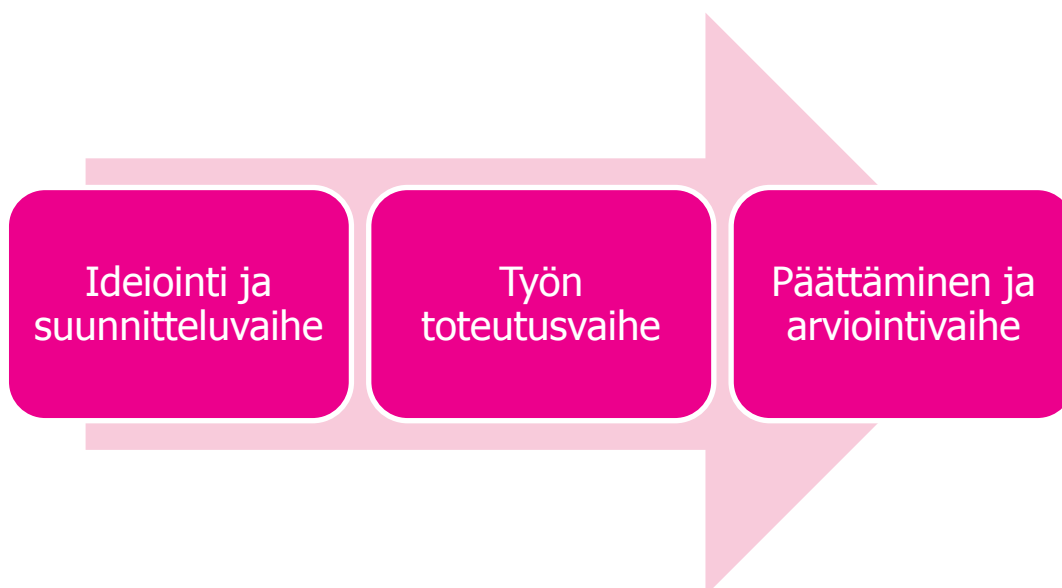 Ideiointi ja
suunnitteluvaihe
Työn
toteutusvaihe
Päättäminen ja
arviointivaihe